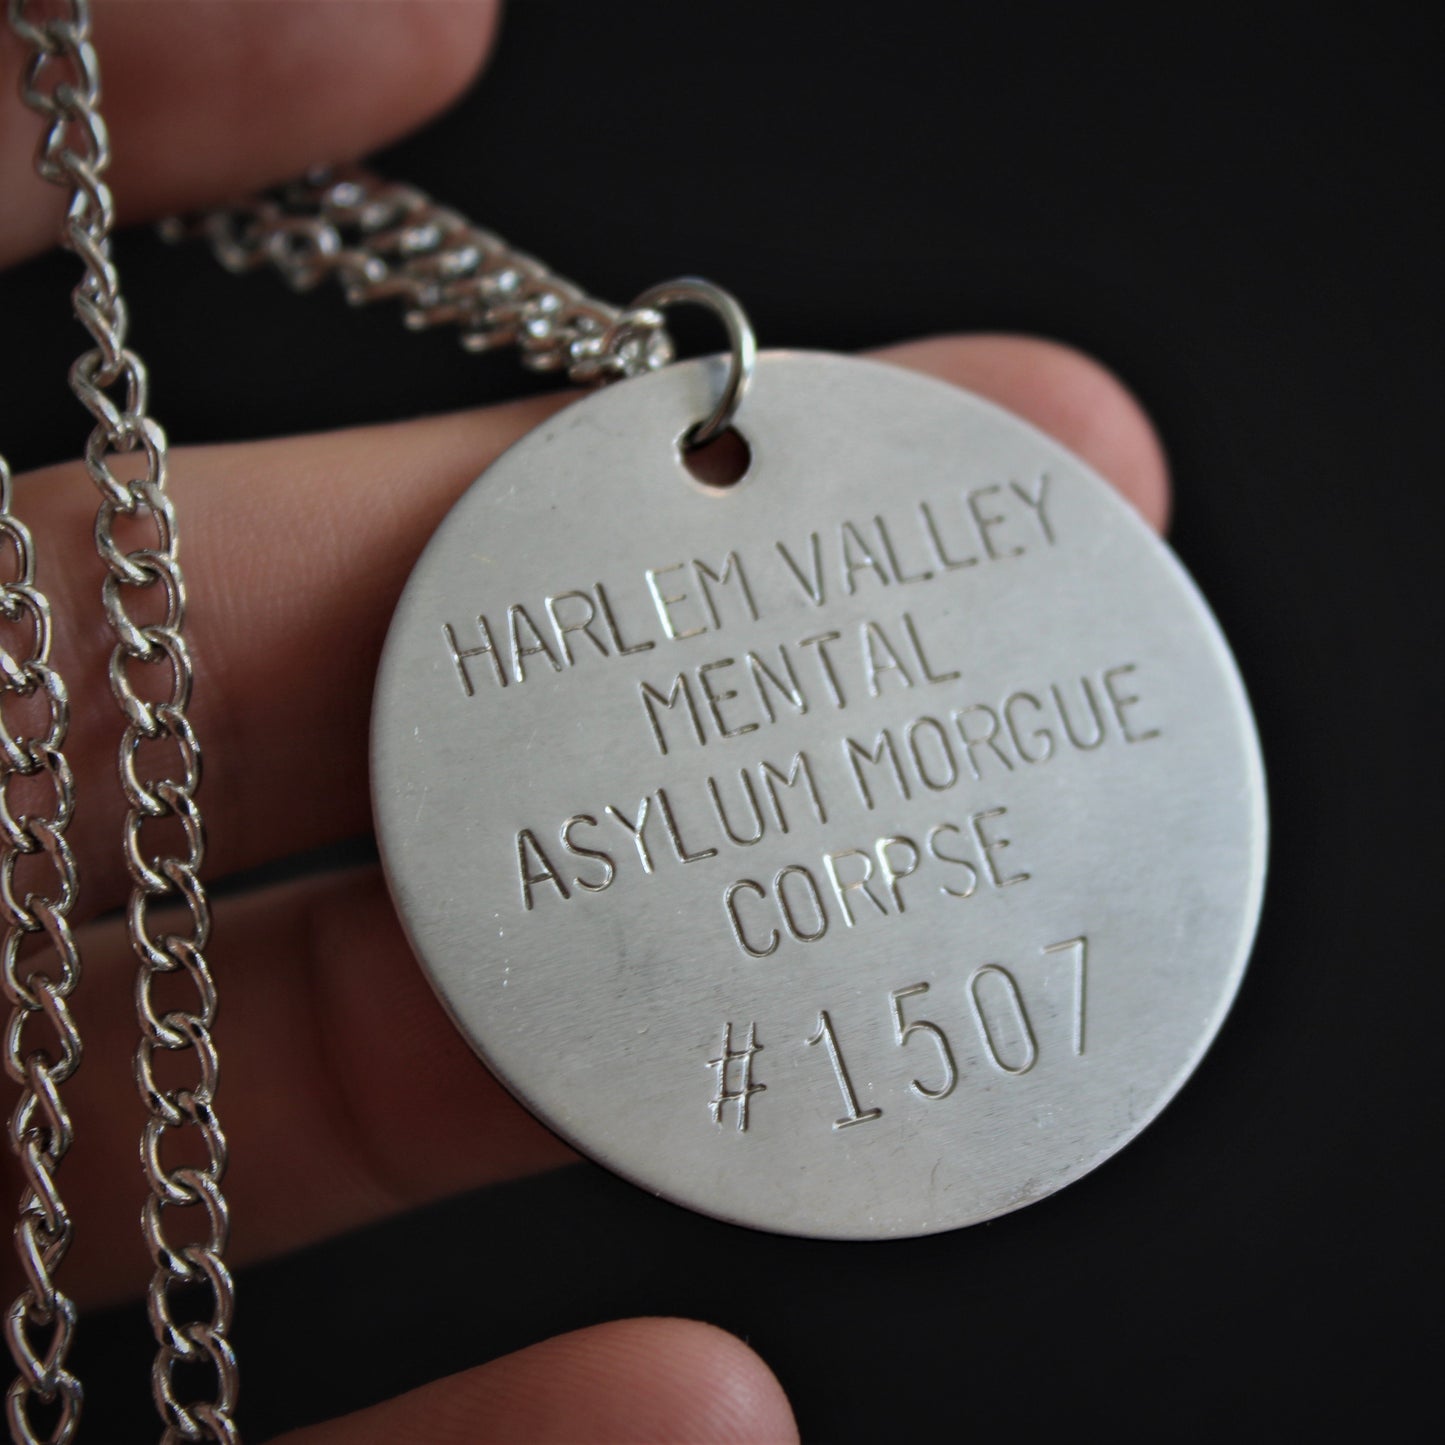 HARLEM VALLEY
MENTAL
ASYLUM MORGUE
CORPSE
#1507